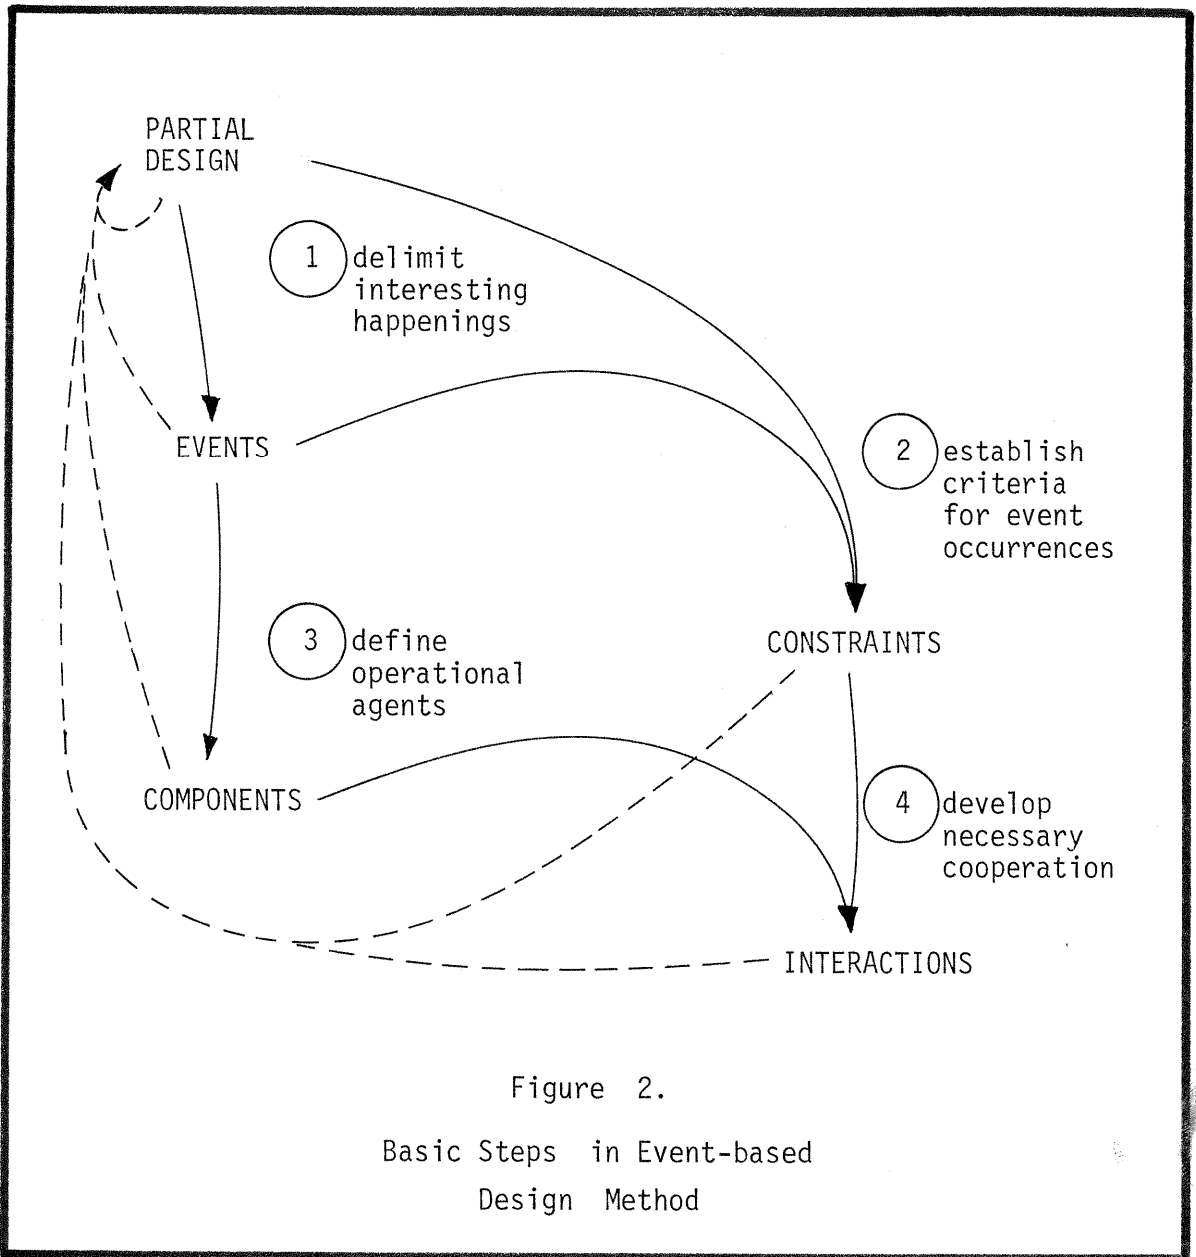 PARTIAL
DESIGN
1 delimit
interesting
happenings
EVENTS
2 establish
criteria
for event
occurrences
3 define
operational
agents
CONSTRAINTS
COMPONENTS
4 develop
necessary
cooperation
INTERACTIONS
Figure 2.
Basic Steps in Event-based
Design Method